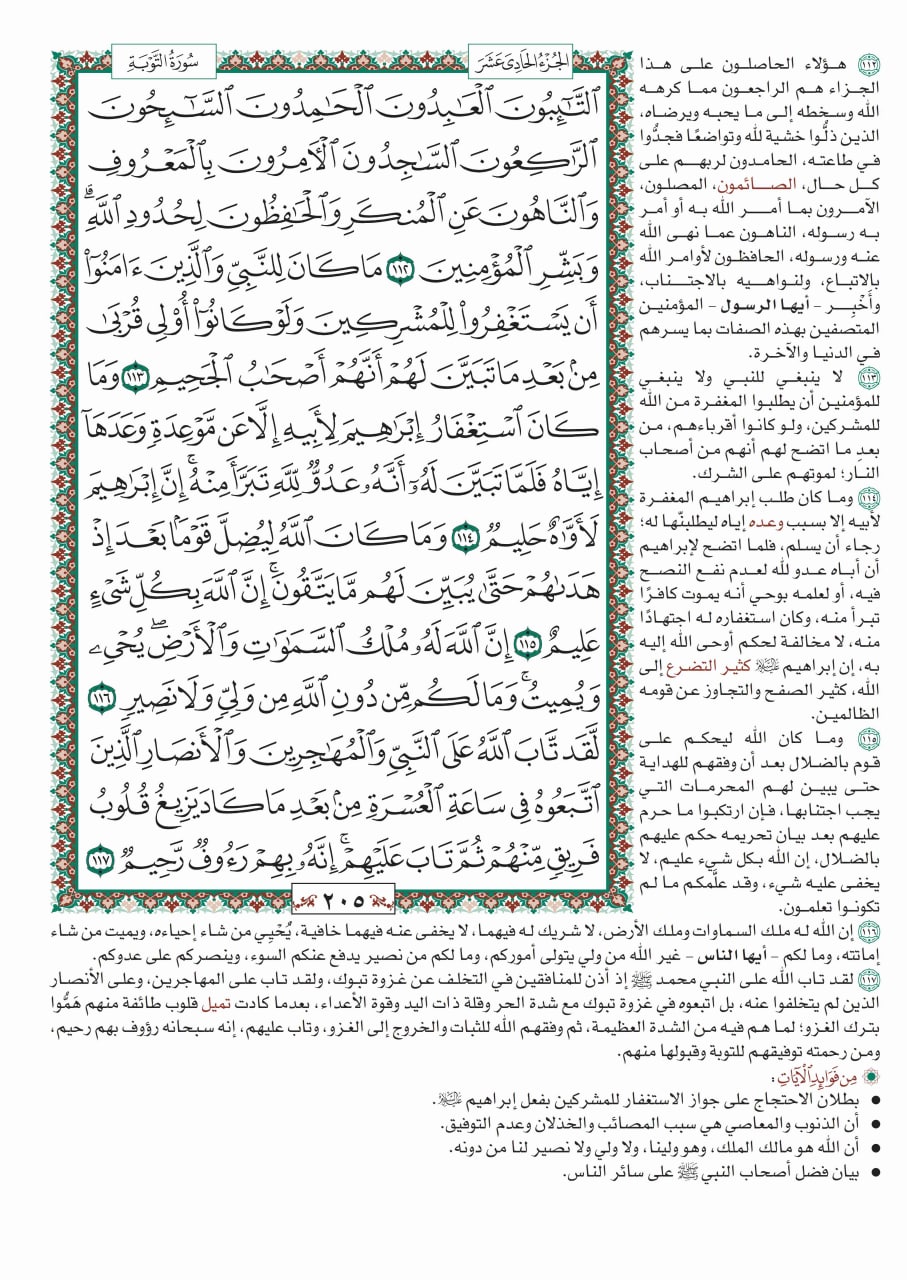 الجُزْءُ الحَادِى عَشَرَ
سُورَةُ التَّوْبَةِ
ٱلتَّٰٓئِبُونَ ٱلْعَٰبِدُونَ ٱلْحَٰمِدُونَ ٱلسَّٰٓئِحُونَ
ٱلرَّٰكِعُونَ ٱلسَّٰجِدُونَ ٱلْءَامِرُونَ بِٱلْمَعْرُوفِ
وَٱلنَّاهُونَ عَنِ ٱلْمُنكَرِ وَٱلْحَٰفِظُونَ لِحُدُودِ ٱللَّهِۗ
وَبَشِّرِ ٱلْمُؤْمِنِينَ ١١٢ مَا كَانَ لِلنَّبِيِّ وَٱلَّذِينَ ءَامَنُوٓا۟
أَن يَسْتَغْفِرُوا۟ لِلْمُشْرِكِينَ وَلَوْ كَانُوٓا۟ أُو۟لِى قُرْبَىٰ
مِنۢ بَعْدِ مَا تَبَيَّنَ لَهُمْ أَنَّهُمْ أَصْحَٰبُ ٱلْجَحِيمِ ١١٣ وَمَا
كَانَ ٱسْتِغْفَارُ إِبْرَٰهِيمَ لِأَبِيهِ إِلَّا عَن مَّوْعِدَةٍ وَعَدَهَآ
إِيَّاهُ فَلَمَّا تَبَيَّنَ لَهُۥٓ أَنَّهُۥ عَدُوٌّ لِّلَّهِ تَبَرَّأَ مِنْهُۚ إِنَّ إِبْرَٰهِيمَ
لَأَوَّٰهٌ حَلِيمٌ ١١٤ وَمَا كَانَ ٱللَّهُ لِيُضِلَّ قَوْمًۢا بَعْدَ إِذْ
هَدَىٰهُمْ حَتَّىٰ يُبَيِّنَ لَهُم مَّا يَتَّقُونَۚ إِنَّ ٱللَّهَ بِكُلِّ شَىْءٍ
عَلِيمٌ ١١٥ إِنَّ ٱللَّهَ لَهُۥ مُلْكُ ٱلسَّمَٰوَٰتِ وَٱلْأَرْضِۖ يُحْىِۦ
وَيُمِيتُۚ وَمَا لَكُم مِّن دُونِ ٱللَّهِ مِن وَلِىٍّ وَلَا نَصِيرٍ ١١٦
لَّقَد تَّابَ ٱللَّهُ عَلَى ٱلنَّبِىِّ وَٱلْمُهَٰجِرِينَ وَٱلْأَنصَارِ ٱلَّذِينَ
ٱتَّبَعُوهُ فِى سَاعَةِ ٱلْعُسْرَةِ مِنۢ بَعْدِ مَا كَادَ يَزِيغُ قُلُوبُ
فَرِيقٍ مِّنْهُمْ ثُمَّ تَابَ عَلَيْهِمْۚ إِنَّهُۥ بِهِمْ رَءُوفٌ رَّحِيمٌ ١١٧
٢٠٥
١١٢ هـؤلاء الحاصلون على هذا
الجزاء هم الراجعون مما كرهه
الله وسخطه إلى ما يحبه ويرضاه،
الذين ذلُّوا خشية لله وتواضعًا فجدُّوا
في طاعته، الحامدون لربهم على
كل حال، الصائمون، المصلون،
الآمرون بما أمر الله به أو أمر
به رسوله، الناهون عما نهى الله
عنه ورسوله، الحافظون لأوامر الله
بالاتباع، ولنواهيه بالاجتناب،
وأَخْبِر - أيها الرسول - المؤمنين
المتصفين بهذه الصفات بما يسرهم
في الدنيا والآخرة.
١١٣ لا ينبغي للنبي ولا ينبغي
للمؤمنين أن يطلبوا المغفرة من الله
للمشركين، ولو كانوا أقرباءهم، من
بعدِ ما اتضح لهم أنهم من أصحاب
النار؛ لموتهم على الشرك.
١١٤ وما كان طلب إبراهيم المغفرة
لأبيه إلا بسبب وعده إياه ليطلبنّها له؛
رجاء أن يسلم، فلما اتضح لإبراهيم
أن أباه عدو لله لعدم نفع النصح
فيه، أو لعلمه بوحي أنه يموت كافرًا
تبرأ منه، وكان استغفاره له اجتهادًا
منه، لا مخالفة لحكم أوحى الله إليه
به، إن إبراهيم ﷺ كثير التضرع إلى
الله، كثير الصفح والتجاوز عن قومه
الظالمين.
١١٥ وما كان الله ليحكم على
قوم بالضلال بعد أن وفقهم للهداية
حتى يبين لهم المحرمات التي
يجب اجتنابها، فإن ارتكبوا ما حرم
عليهم بعد بيان تحريمه حكم عليهم
بالضلال، إن الله بكل شيء عليم، لا
يخفى عليه شيء، وقد علَّمكم ما لم
تكونوا تعلمون.
١١٦ إن الله له ملك السماوات وملك الأرض، لا شريك له فيهما، لا يخفى عنه فيهما خافية، يُحْيِي من شاء إحياءه، ويميت من شاء
إماتته، وما لكم - أيها الناس - غير الله من ولي يتولى أموركم، وما لكم من نصير يدفع عنكم السوء، وينصركم على عدوكم.
١١٧ لقد تاب الله على النبي محمد ﷺ إذ أذن للمنافقين في التخلف عن غزوة تبوك، ولقد تاب على المهاجرين، وعلى الأنصار
الذين لم يتخلفوا عنه، بل اتبعوه في غزوة تبوك مع شدة الحر وقلة ذات اليد وقوة الأعداء، بعدما كادت تميل قلوب طائفة منهم هَمُّوا
بترك الغزو؛ لما هم فيه من الشدة العظيمة، ثم وفقهم الله للثبات والخروج إلى الغزو، وتاب عليهم، إنه سبحانه رؤوف بهم رحيم،
ومن رحمته توفيقهم للتوبة وقبولها منهم.
مِن فَوَائِدِ الْآيَاتِ:
• بطلان الاحتجاج على جواز الاستغفار للمشركين بفعل إبراهيم ﷺ.
• أن الذنوب والمعاصي هي سبب المصائب والخذلان وعدم التوفيق.
• أن الله هو مالك الملك، وهو ولينا، ولا ولي ولا نصير لنا من دونه.
• بيان فضل أصحاب النبي ﷺ على سائر الناس.